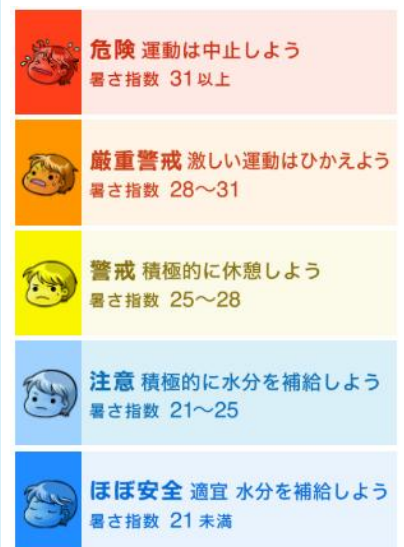 危険 運動は中止しよう
暑さ指数 31以上
厳重警戒 激しい運動はひかえよう
暑さ指数 28〜31
警戒 積極的に休憩しよう
暑さ指数 25〜28
注意 積極的に水分を補給しよう
暑さ指数 21〜25
ほぼ安全 適宜 水分を補給しよう
暑さ指数 21未満